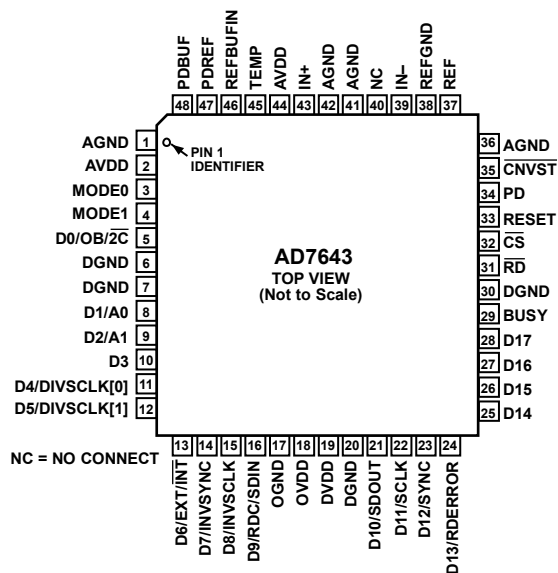 PDBUF
PDREF
REFBUFIN
TEMP
AVDD
IN+
AGND
AGND
NC
IN–
REFGND
REF
48 47 46 45 44 43 42 41 40 39 38 37
AGND 1
AVDD 2
MODE0 3
MODE1 4
D0/OB/2C 5
DGND 6
DGND 7
D1/A0 8
D2/A1 9
D3 10
D4/DIVSCLK[0] 11
D5/DIVSCLK[1] 12
PIN 1
IDENTIFIER
AD7643
TOP VIEW
(Not to Scale)
36 AGND
35 CNVST
34 PD
33 RESET
32 CS
31 RD
30 DGND
29 BUSY
28 D17
27 D16
26 D15
25 D14
13 14 15 16 17 18 19 20 21 22 23 24
NC = NO CONNECT
D6/EXT/INT
D7/INVSYNC
D8/INVSCLK
D9/RDC/SDIN
OGND
OVDD
DVDD
DGND
D10/SDOUT
D11/SCLK
D12/SYNC
D13/RDERROR